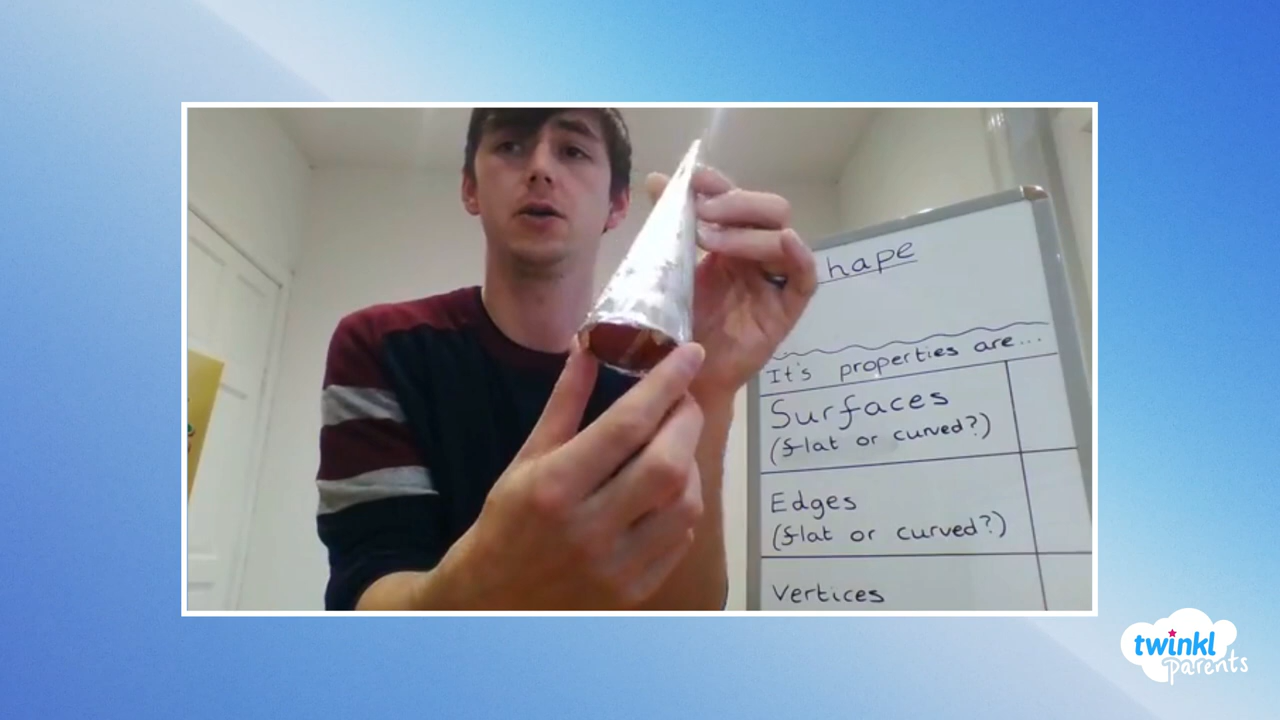 hape
It's properties are...
Surfaces
(flat or curved?)
Edges
(flat or curved?)
Vertices
twinkl
parents